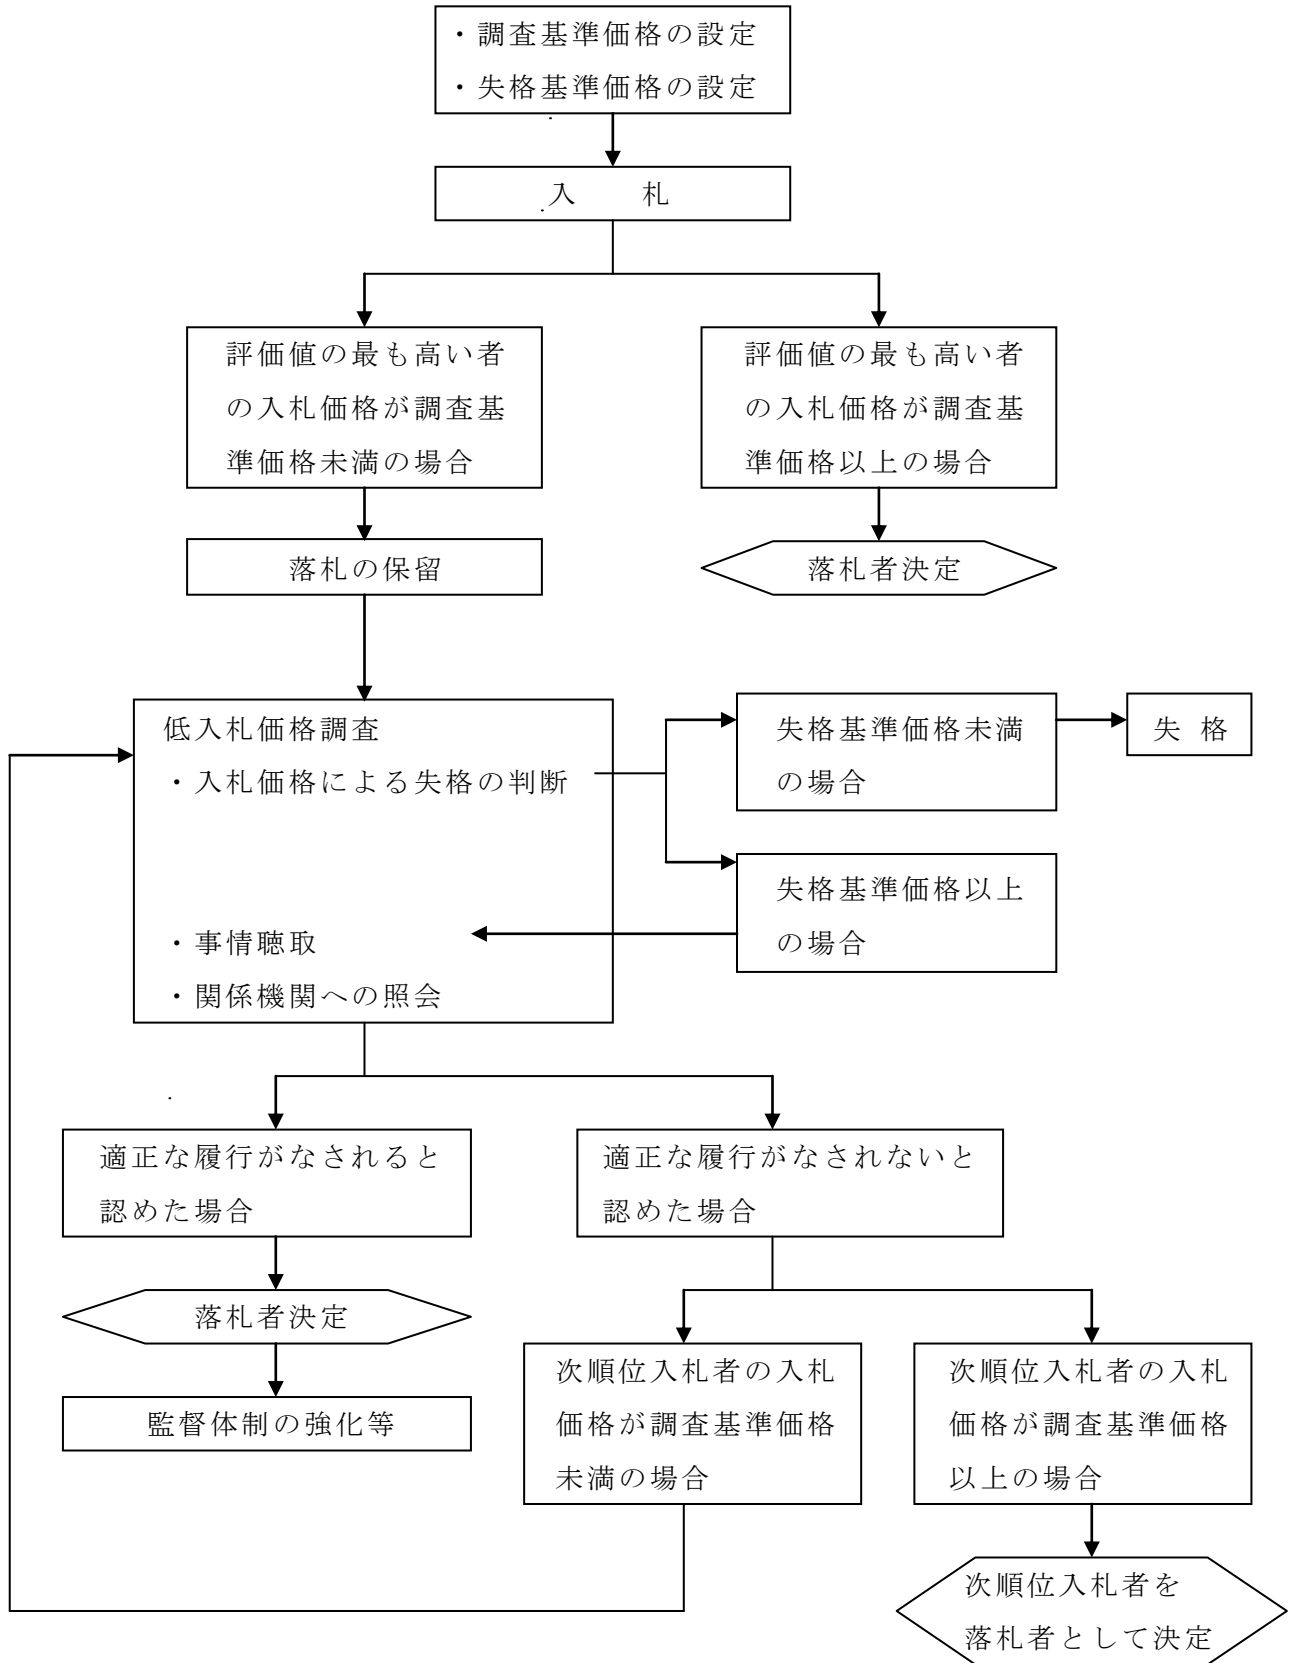 ・調査基準価格の設定
・失格基準価格の設定
入　　札
評価値の最も高い者
の入札価格が調査基
準価格未満の場合
評価値の最も高い者
の入札価格が調査基
準価格以上の場合
落札の保留
落札者決定
低入札価格調査
・入札価格による失格の判断
失格基準価格未満
の場合
失 格
失格基準価格以上
の場合
・事情聴取
・関係機関への照会
適正な履行がなされると
認めた場合
適正な履行がなされないと
認めた場合
落札者決定
監督体制の強化等
次順位入札者の入札
価格が調査基準価格
未満の場合
次順位入札者の入札
価格が調査基準価格
以上の場合
次順位入札者を
落札者として決定